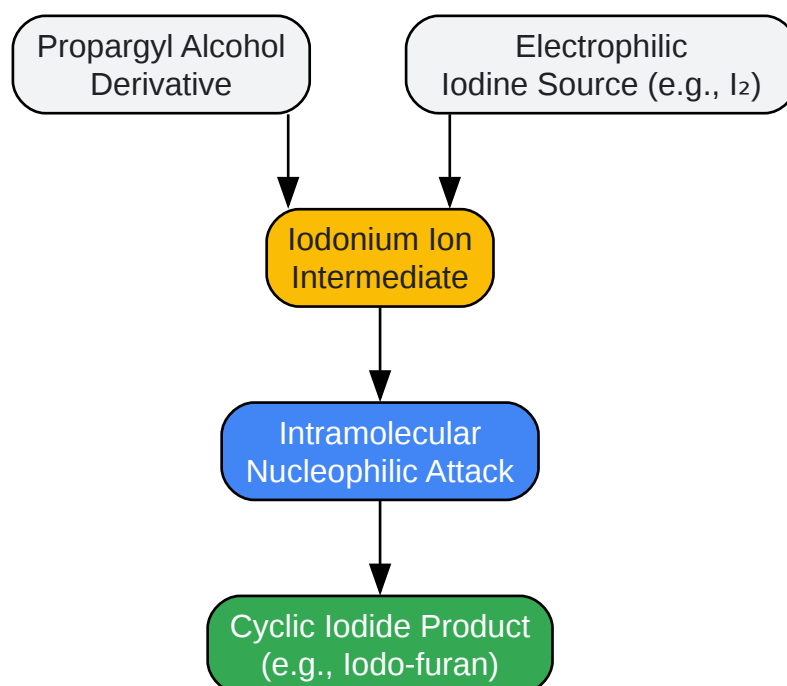 Propargyl Alcohol
Derivative
Electrophilic
Iodine Source (e.g., I₂)
Iodonium Ion
Intermediate
Intramolecular
Nucleophilic Attack
Cyclic Iodide Product
(e.g., Iodo-furan)